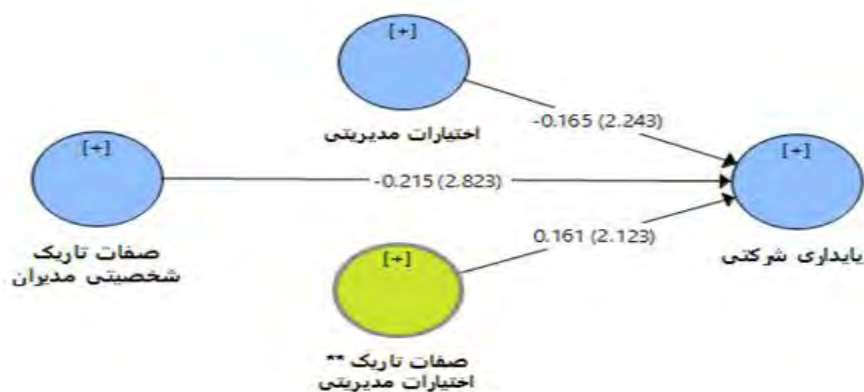 [+]
اختیارات مدیریتی
-0.165 (2.243)
[+]
صفات تاریک
شخصیتی مدیران
-0.215 (2.823)
[+]
پایداری شرکتی
0.161 (2.123)
[+]
صفات تاریک **
اختیارات مدیریتی